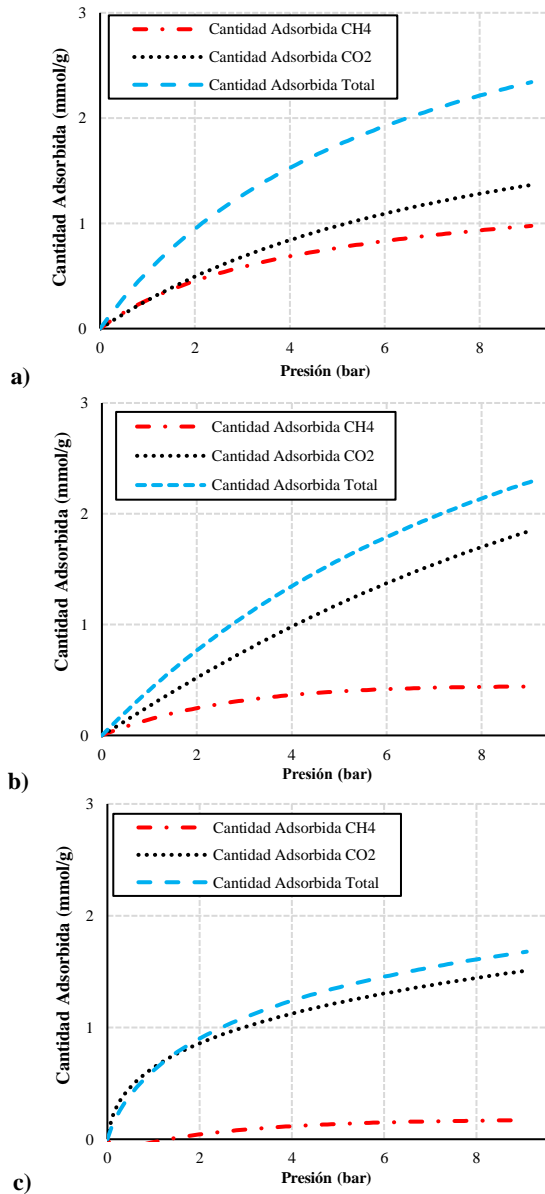 Cantidad Adsorbida CH4
Cantidad Adsorbida CO2
Cantidad Adsorbida Total
Cantidad Adsorbida (mmol/g)
3
2
1
0
0 2 4 6 8
Presión (bar)
a)
Cantidad Adsorbida CH4
Cantidad Adsorbida CO2
Cantidad Adsorbida Total
Cantidad Adsorbida (mmol/g)
3
2
1
0
0 2 4 6 8
Presión (bar)
b)
Cantidad Adsorbida CH4
Cantidad Adsorbida CO2
Cantidad Adsorbida Total
Cantidad Adsorbida (mmol/g)
3
2
1
0
0 2 4 6 8
Presión (bar)
c)